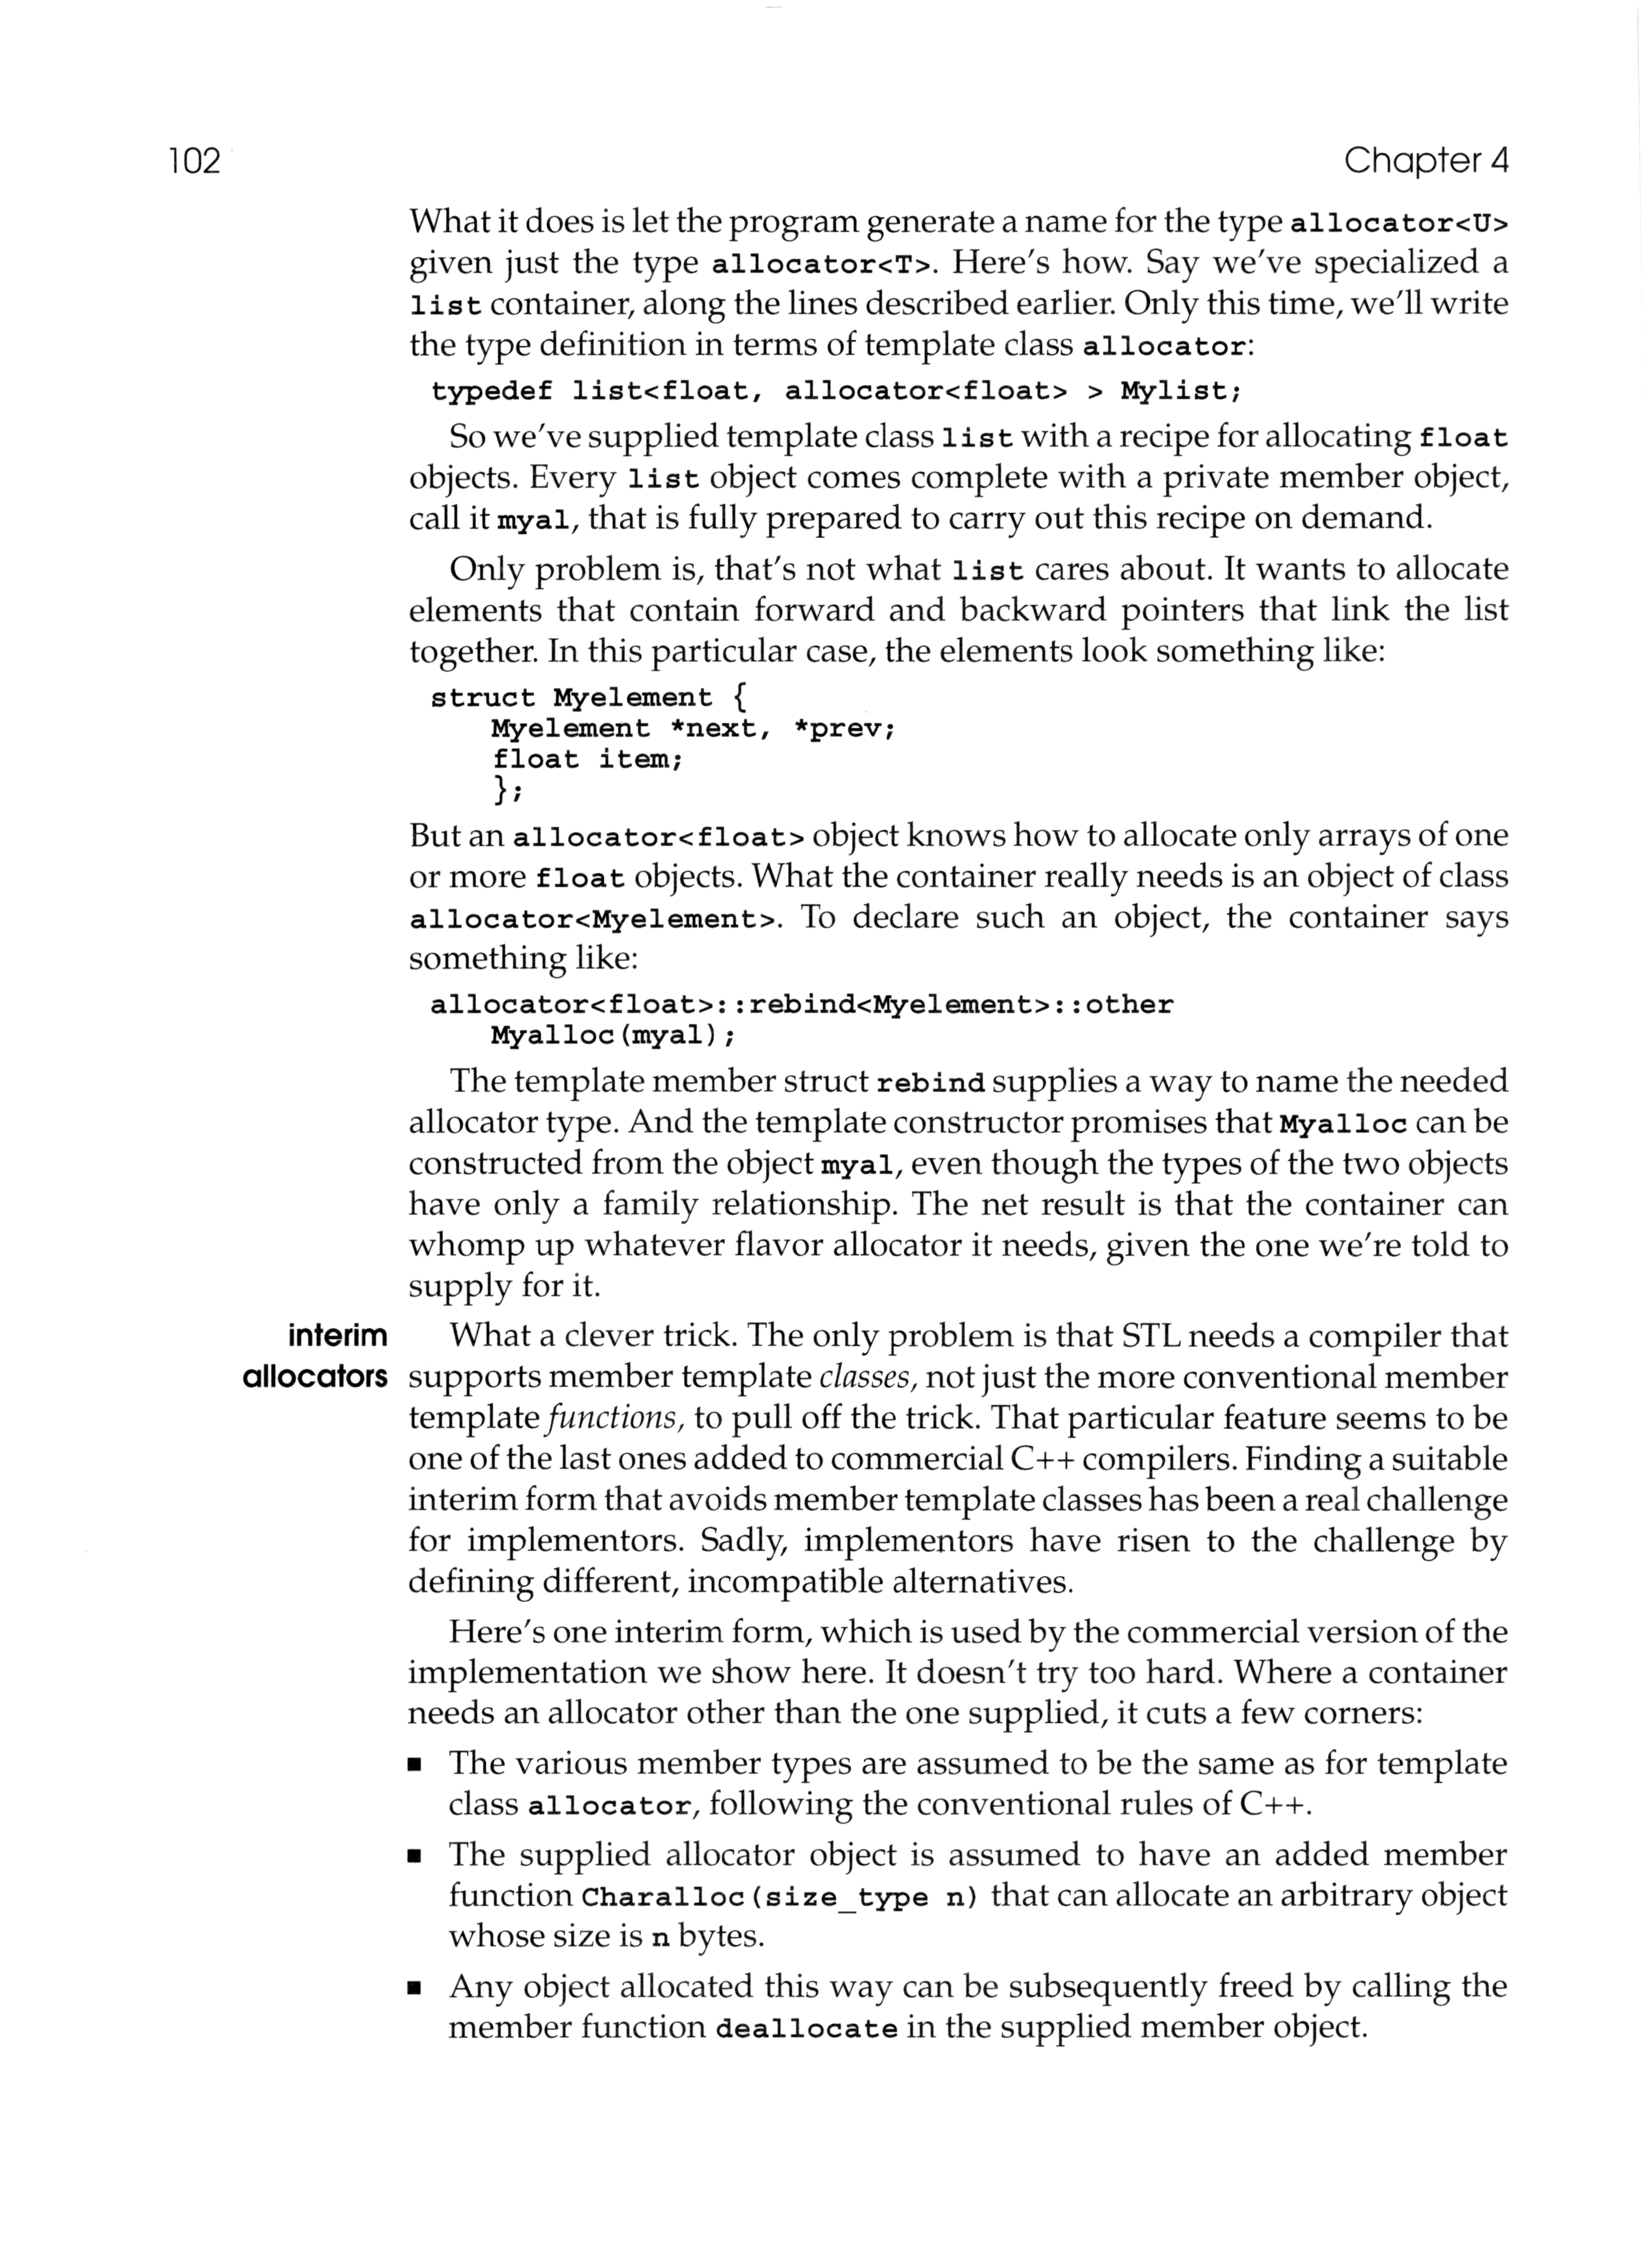 102
Chapter 4
What it does is let the program generate a name for the type allocator<U>
given just the type allocator<T>. Here's how. Say we've specialized a
list container, along the lines described earlier. Only this time, we'll write
the type definition in terms of template class allocator:
typedef list<float, allocator<float> > Mylist;
So we've supplied template class list with a recipe for allocating float
objects. Every list object comes complete with a private member object,
call it myal, that is fully prepared to carry out this recipe on demand.
Only problem is, that's not what list cares about. It wants to allocate
elements that contain forward and backward pointers that link the list
together. In this particular case, the elements look something like:
struct Myelement {
Myelement *next, *prev;
float item;
};
But an allocator<float> object knows how to allocate only arrays of one
or more float objects. What the container really needs is an object of class
allocator<Myelement>. To declare such an object, the container says
something like:
allocator<float>::rebind<Myelement>::other
Myalloc(myal);
The template member struct rebind supplies a way to name the needed
allocator type. And the template constructor promises that Myalloc can be
constructed from the object myal, even though the types of the two objects
have only a family relationship. The net result is that the container can
whomp up whatever flavor allocator it needs, given the one we're told to
supply for it.
interim
allocators
What a clever trick. The only problem is that STL needs a compiler that
supports member template classes, not just the more conventional member
template functions, to pull off the trick. That particular feature seems to be
one of the last ones added to commercial C++ compilers. Finding a suitable
interim form that avoids member template classes has been a real challenge
for implementors. Sadly, implementors have risen to the challenge by
defining different, incompatible alternatives.
Here's one interim form, which is used by the commercial version of the
implementation we show here. It doesn't try too hard. Where a container
needs an allocator other than the one supplied, it cuts a few corners:
■ The various member types are assumed to be the same as for template
class allocator, following the conventional rules of C++.
■ The supplied allocator object is assumed to have an added member
function Charalloc(size_type n) that can allocate an arbitrary object
whose size is n bytes.
■ Any object allocated this way can be subsequently freed by calling the
member function deallocate in the supplied member object.